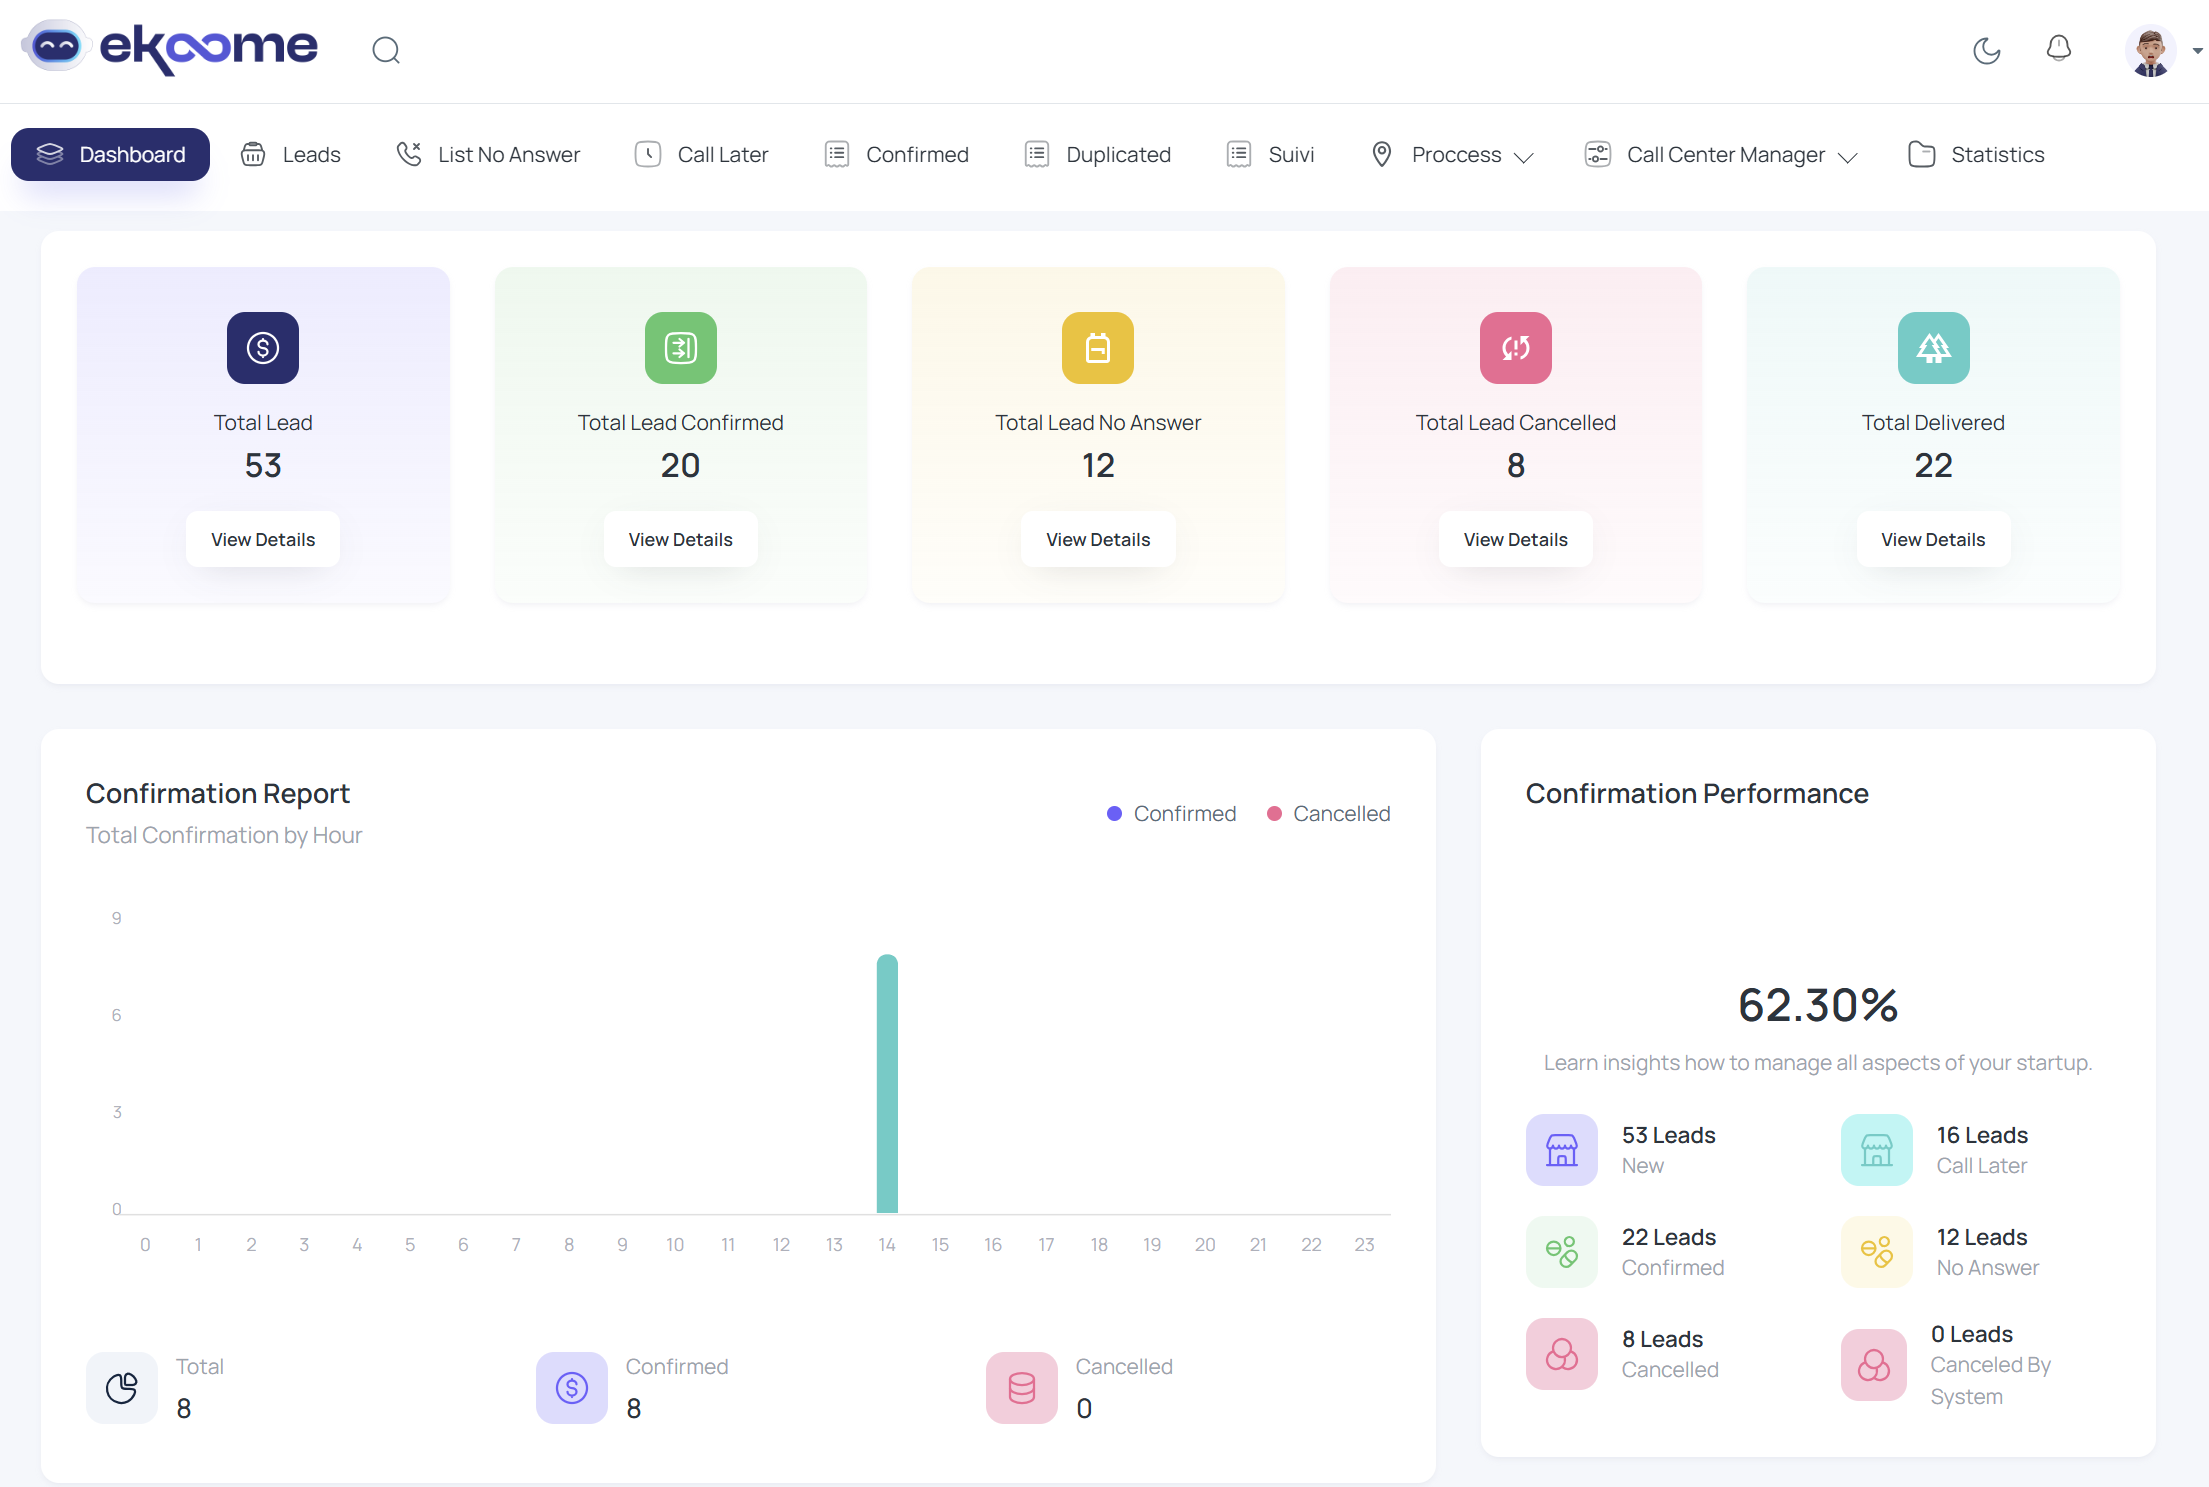 ekoome
Dashboard
Leads
List No Answer
Call Later
Confirmed
Duplicated
Suivi
Proccess
Call Center Manager
Statistics
Total Lead
53
View Details
Total Lead Confirmed
20
View Details
Total Lead No Answer
12
View Details
Total Lead Cancelled
8
View Details
Total Delivered
22
View Details
Confirmation Report
Total Confirmation by Hour
Confirmed
Cancelled
9
6
3
0
0 1 2 3 4 5 6 7 8 9 10 11 12 13 14 15 16 17 18 19 20 21 22 23
Total
8
Confirmed
8
Cancelled
0
Confirmation Performance
62.30%
Learn insights how to manage all aspects of your startup.
53 Leads
New
16 Leads
Call Later
22 Leads
Confirmed
12 Leads
No Answer
8 Leads
Cancelled
0 Leads
Canceled By
System